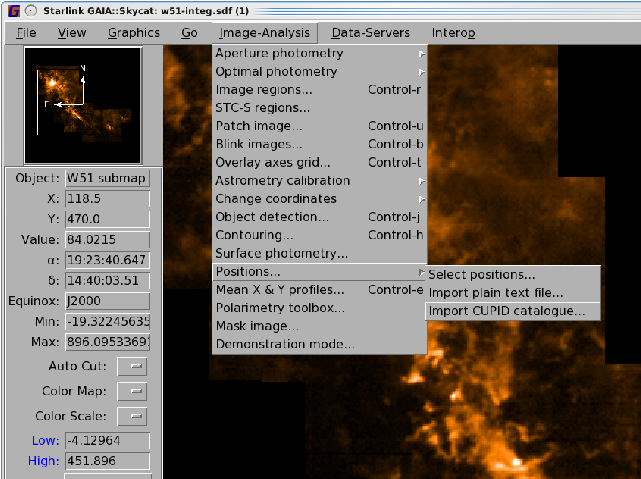 Starlink GAIA::Skycat: w51-integ.sdf (1)
File View Graphics Go Image-Analysis Data-Servers Interop
Aperture photometry
Optimal photometry
Image regions... Control-r
STC-S regions...
Patch image... Control-u
Blink images... Control-b
Overlay axes grid... Control-t
Astrometry calibration
Change coordinates
Object detection... Control-j
Contouring... Control-h
Surface photometry...
Positions...
Mean X & Y profiles... Control-e
Polarimetry toolbox...
Mask image...
Demonstration mode...
Select positions...
Import plain text file...
Import CUPID catalogue...
Object: W51 submap
X: 118.5
Y: 470.0
Value: 84.0215
α: 19:23:40.647
δ: 14:40:03.51
Equinox: J2000
Min: -19.32245635
Max: 896.0953369
Auto Cut:
Color Map:
Color Scale:
Low: -4.12964
High: 451.896